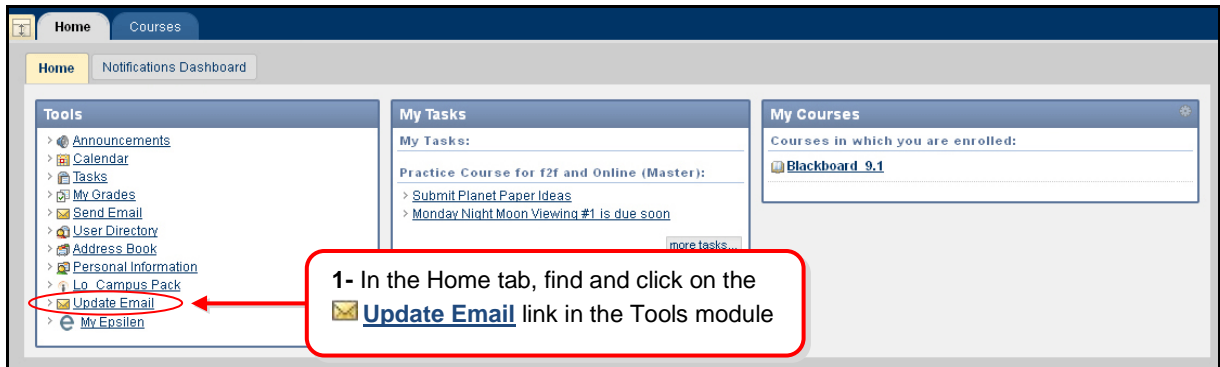 Home Courses
Home Notifications Dashboard
Tools
Announcements
Calendar
Tasks
My Grades
Send Email
User Directory
Address Book
Personal Information
Lo_Campus Pack
Update Email
My Epsilen
My Tasks
My Tasks:
Practice Course for f2f and Online (Master):
Submit Planet Paper Ideas
Monday Night Moon Viewing #1 is due soon
more tasks...
My Courses
Courses in which you are enrolled:
Blackboard_9.1
1- In the Home tab, find and click on the
Update Email link in the Tools module